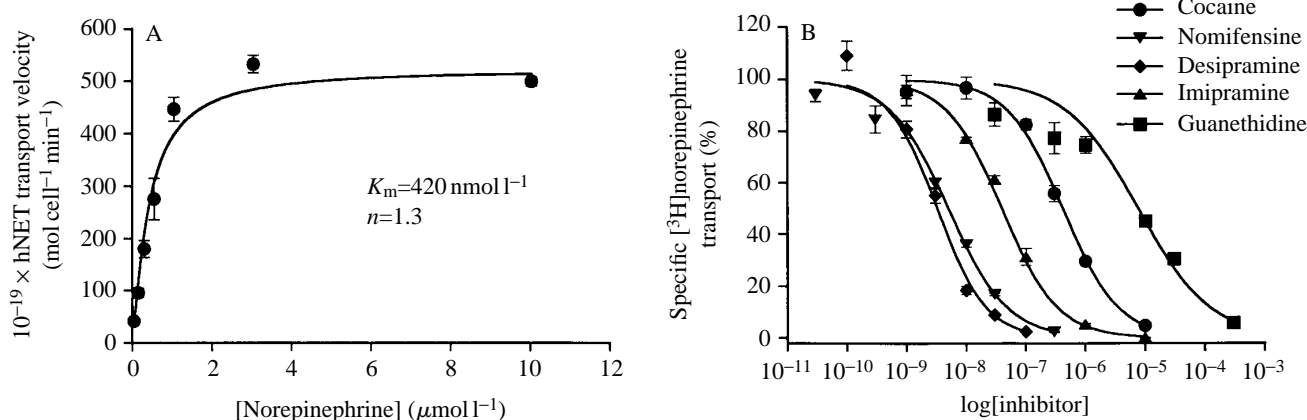 A
10⁻¹⁹ × hNET transport velocity
(mol cell⁻¹ min⁻¹)
600
500
400
300
200
100
0
Kₘ=420 nmol l⁻¹
n=1.3
0
2
4
6
8
10
12
[Norepinephrine] (μmol l⁻¹)
B
Specific [³H]norepinephrine
transport (%)
120
100
80
60
40
20
0
10⁻¹¹
10⁻¹⁰
10⁻⁹
10⁻⁸
10⁻⁷
10⁻⁶
10⁻⁵
10⁻⁴
10⁻³
log[inhibitor]
Cocaine
Nomifensine
Desipramine
Imipramine
Guanethidine